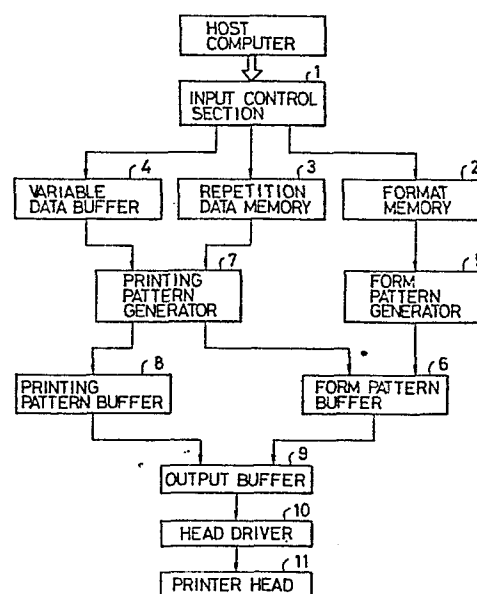 HOST
COMPUTER
1
INPUT CONTROL
SECTION
4
3
2
VARIABLE
DATA BUFFER
REPETITION
DATA MEMORY
FORMAT
MEMORY
7
PRINTING
PATTERN
GENERATOR
FORM
PATTERN
GENERATOR
8
6
PRINTING
PATTERN BUFFER
FORM PATTERN
BUFFER
9
OUTPUT BUFFER
10
HEAD DRIVER
11
PRINTER HEAD